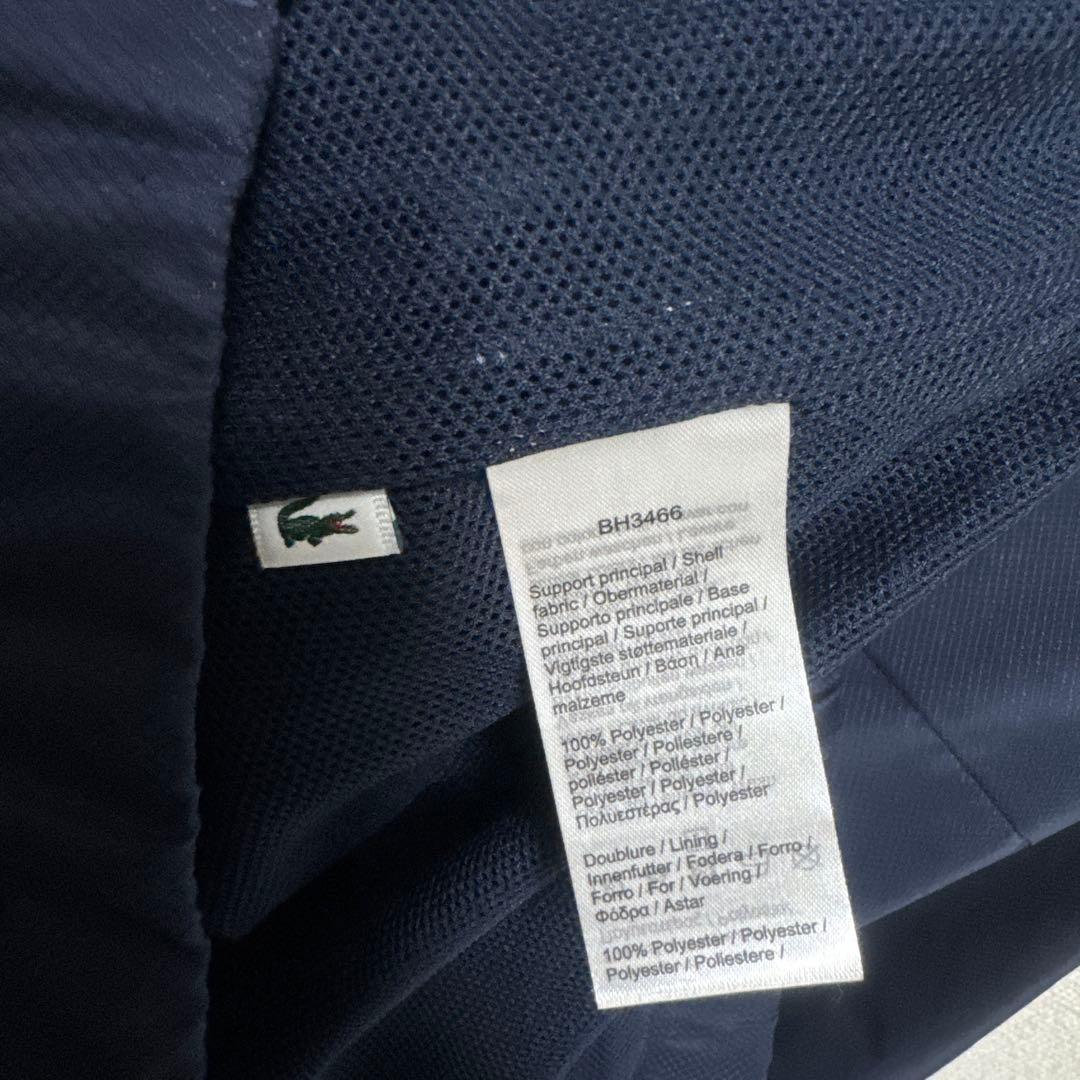 BH3466
Support principal / Shell
fabric / Obermaterial /
Supporto principale / Base
principal / Suporte principal /
Vigtigste støttemateriale /
Hoofdsteun / Βάση / Ana
malzeme
100% Polyester / Polyester /
Polyester / Poliestere /
poliéster / Poliéster /
Polyester / Polyester /
Πολυεστέρας / Polyester
Doublure / Lining /
Innenfutter / Fodera / Forro /
Forro / For / Voering /
Φόδρα / Astar
100% Polyester / Polyester /
Polyester / Poliestere /